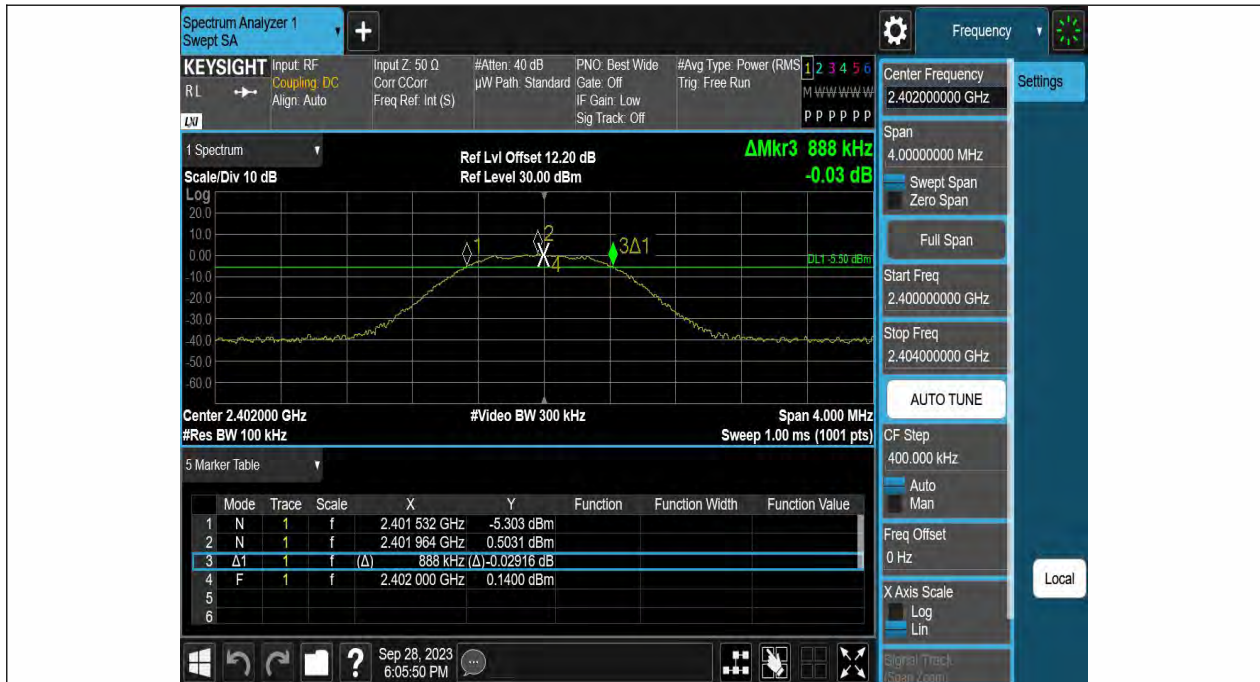 Spectrum Analyzer 1
Swept SA
+
Frequency
KEYSIGHT
RL
LXI
Input: RF
Coupling: DC
Align: Auto
Input Z: 50 Ω
Corr CCorr
Freq Ref: Int (S)
#Atten: 40 dB
µW Path: Standard
PNO: Best Wide
Gate: Off
IF Gain: Low
Sig Track: Off
#Avg Type: Power (RMS
Trig: Free Run
1 2 3 4 5 6
M W W W W W
P P P P P P
1 Spectrum
Scale/Div 10 dB
Ref Lvl Offset 12.20 dB
Ref Level 30.00 dBm
ΔMkr3 888 kHz
-0.03 dB
Log
20.0
10.0
0.00
-10.0
-20.0
-30.0
-40.0
-50.0
-60.0
1
2
4
3Δ1
DL1 -5.50 dBm
Center 2.402000 GHz
#Res BW 100 kHz
#Video BW 300 kHz
Span 4.000 MHz
Sweep 1.00 ms (1001 pts)
5 Marker Table
Mode Trace Scale X Y Function Function Width Function Value
1 N 1 f 2.401 532 GHz -5.303 dBm
2 N 1 f 2.401 964 GHz 0.5031 dBm
3 Δ1 1 f (Δ) 888 kHz (Δ) -0.02916 dB
4 F 1 f 2.402 000 GHz 0.1400 dBm
5
6
Sep 28, 2023
6:05:50 PM
?
Center Frequency
2.402000000 GHz
Settings
Span
4.00000000 MHz
Swept Span
Zero Span
Full Span
Start Freq
2.400000000 GHz
Stop Freq
2.404000000 GHz
AUTO TUNE
CF Step
400.000 kHz
Auto
Man
Freq Offset
0 Hz
X Axis Scale
Log
Lin
Signal Track
(Span Zoom)
Local